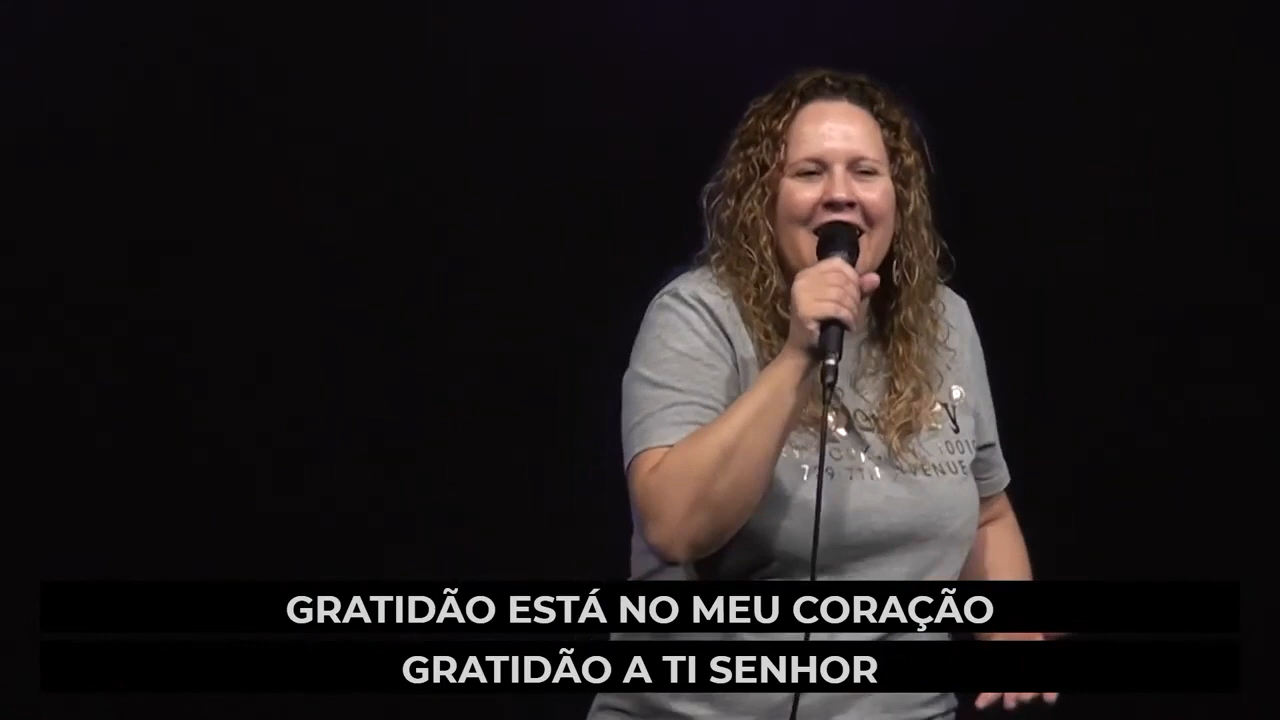 GRATIDÃO ESTÁ NO MEU CORAÇÃO
GRATIDÃO A TI SENHOR